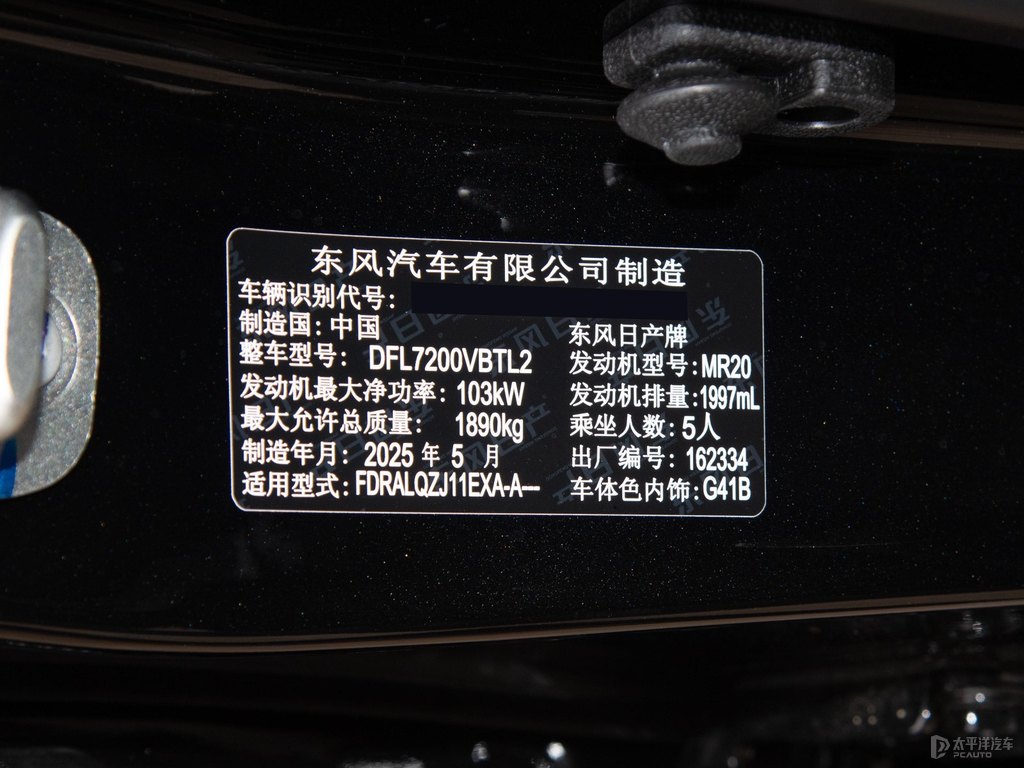 东风汽车有限公司制造
车辆识别代号:
制造国:中国 东风日产牌
整车型号: DFL7200VBTL2 发动机型号:MR20
发动机最大净功率:103kW 发动机排量:1997mL
最大允许总质量: 1890kg 乘坐人数:5人
制造年月: 2025 年 5 月 出厂编号: 162334
适用型式:FDRALQZJ11EXA-A--- 车体色内饰:G41B
太平洋汽车
PCAUTO